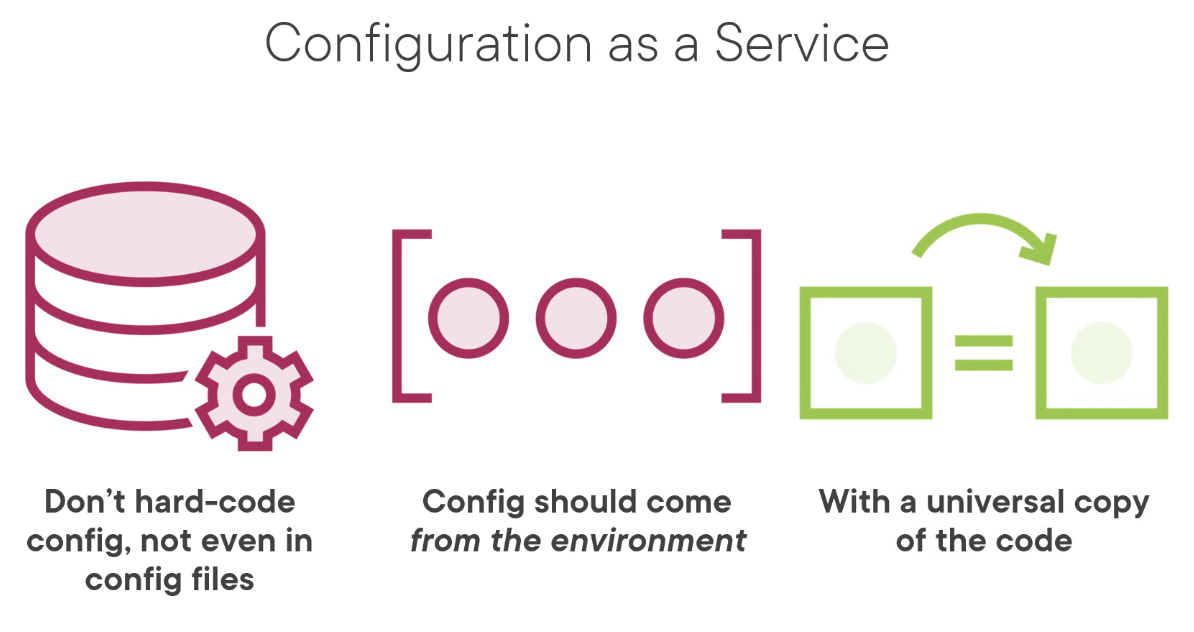 Configuration as a Service
Don’t hard-code
config, not even in
config files
Config should come
from the environment
With a universal copy
of the code